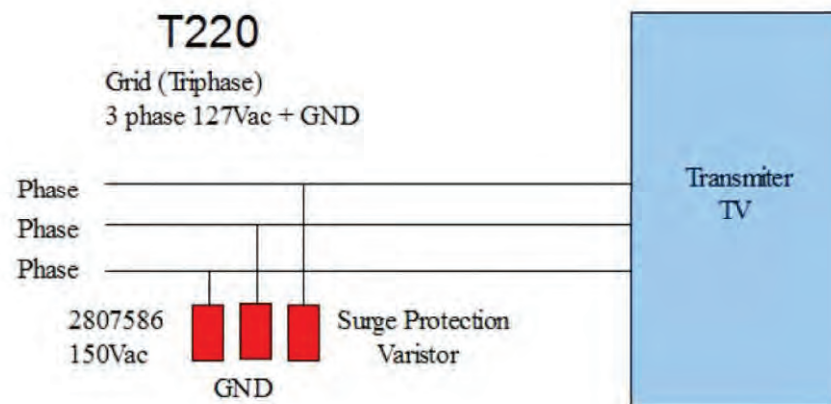 T220
Grid (Triphase)
3 phase 127Vac + GND
Phase
Phase
Phase
Transmiter
TV
2807586
150Vac
Surge Protection
Varistor
GND